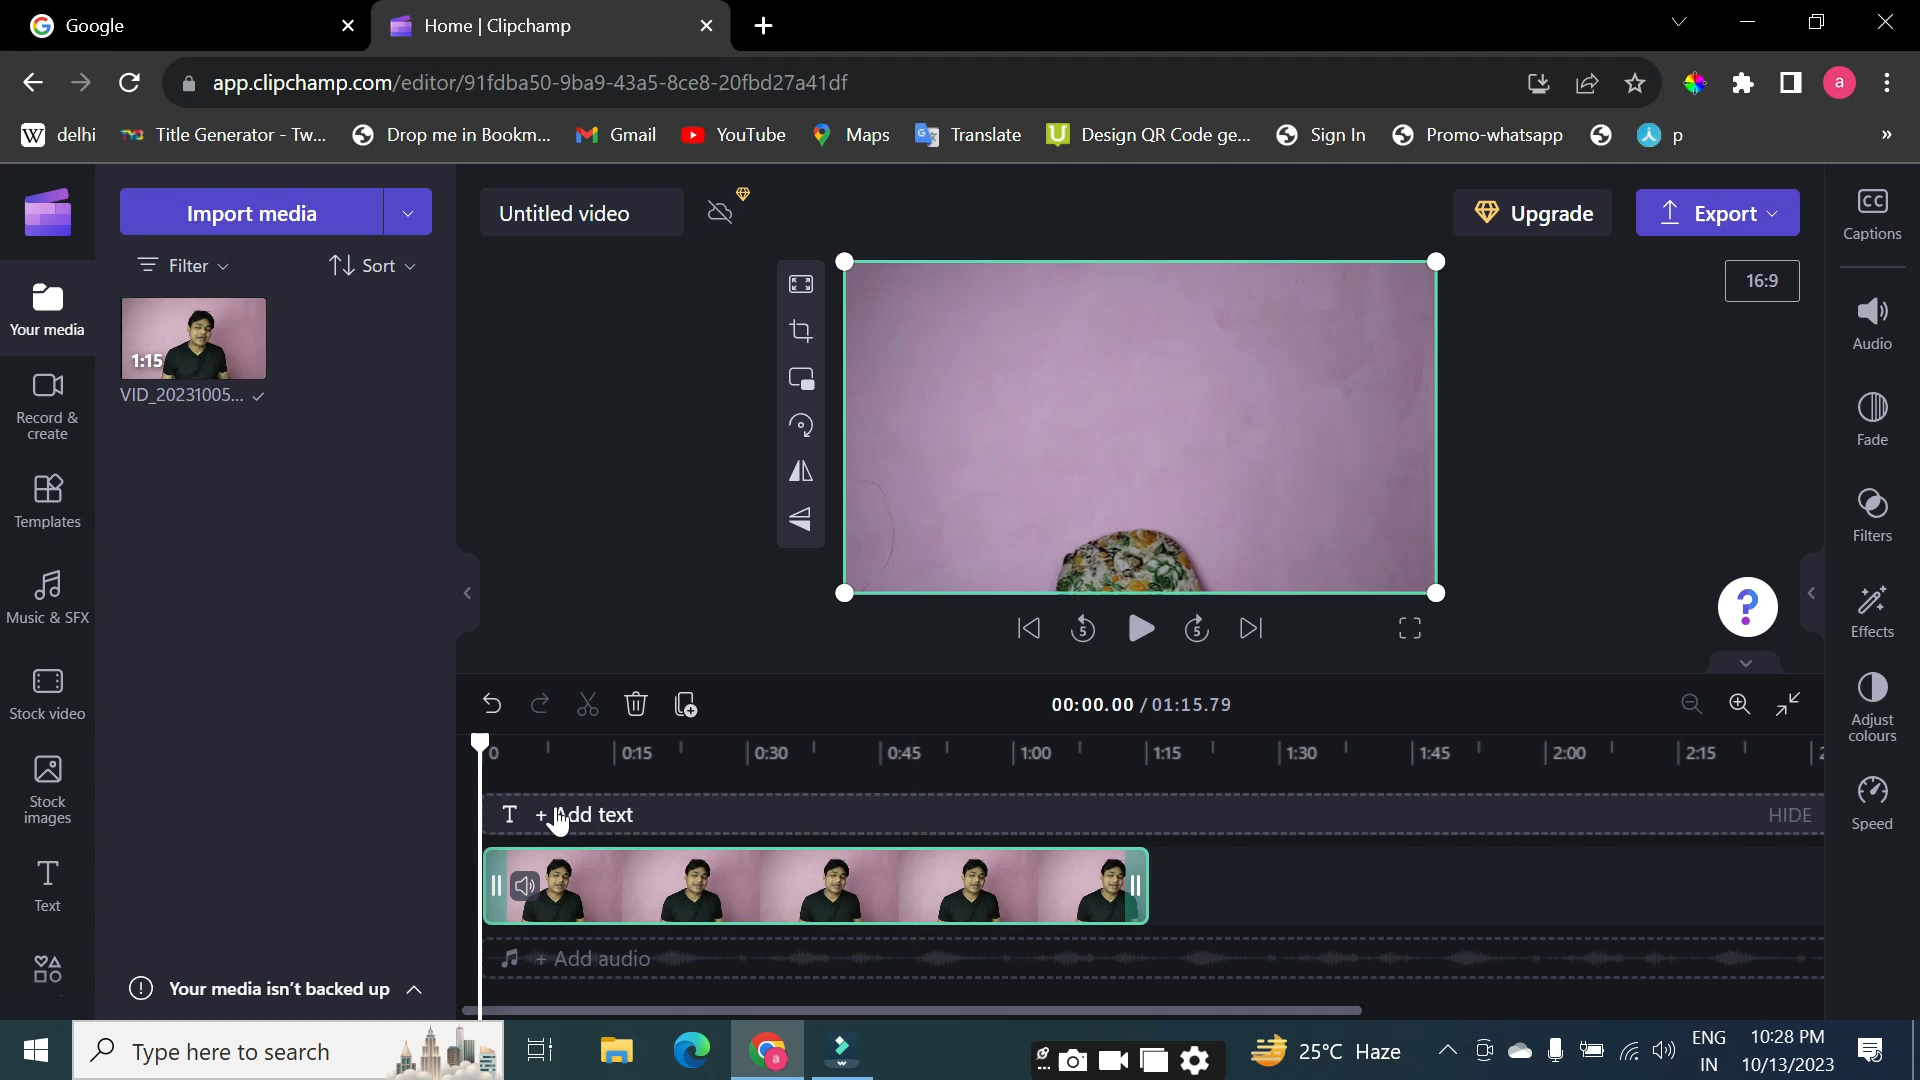 Google
Home | Clipchamp
app.clipchamp.com/editor/91fdba50-9ba9-43a5-8ce8-20fbd27a41df
a
delhi
Title Generator - Tw...
Drop me in Bookm...
Gmail
YouTube
Maps
Translate
Design QR Code ge...
Sign In
Promo-whatsapp
p
»
Import media
Untitled video
Upgrade
Export
CC
Captions
Filter
Sort
16:9
Your media
1:15
VID_20231005...
Audio
Record &
create
Fade
Templates
Filters
Music & SFX
5
5
?
Effects
Stock video
00:00.00 / 01:15.79
Adjust
colours
0
0:15
0:30
0:45
1:00
1:15
1:30
1:45
2:00
2:15
2
Stock
images
T + Add text
HIDE
Speed
T
Text
+ Add audio
Your media isn't backed up
Type here to search
a
25°C Haze
ENG
IN
10:28 PM
10/13/2023